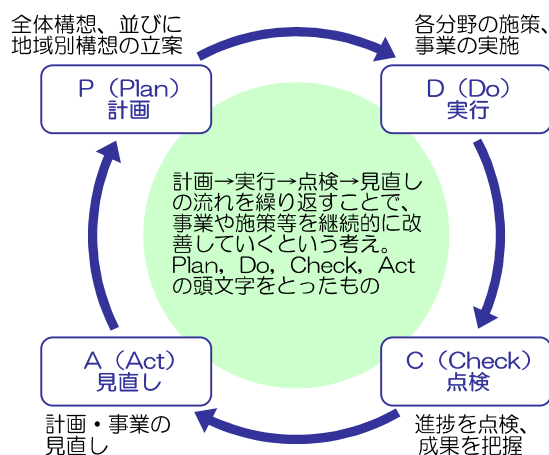 全体構想、並びに
地域別構想の立案
P（Plan）
計画
各分野の施策、
事業の実施
D（Do）
実行
計画→実行→点検→見直し
の流れを繰り返すことで、
事業や施策等を継続的に改
善していくという考え。
Plan, Do, Check, Act
の頭文字をとったもの
A（Act）
見直し
計画・事業の
見直し
C（Check）
点検
進捗を点検、
成果を把握